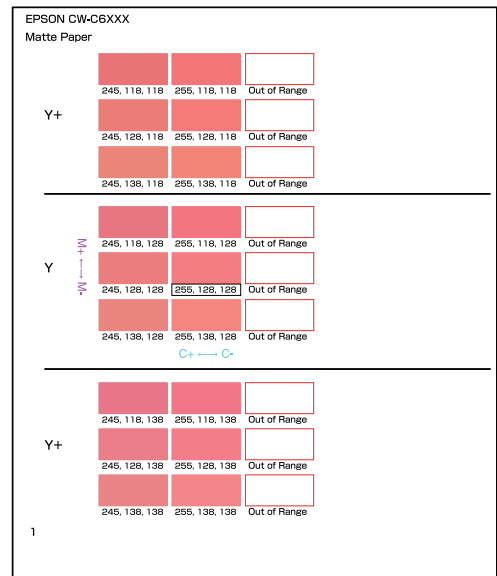 EPSON CW-C6XXX
Matte Paper
245, 118, 118 255, 118, 118 Out of Range
Y+
245, 128, 118 255, 128, 118 Out of Range
245, 138, 118 255, 138, 118 Out of Range
245, 118, 128 255, 118, 128 Out of Range
Y
M+ ←→ M-
245, 128, 128 255, 128, 128 Out of Range
245, 138, 128 255, 138, 128 Out of Range
C+ ←→ C-
245, 118, 138 255, 118, 138 Out of Range
Y+
245, 128, 138 255, 128, 138 Out of Range
245, 138, 138 255, 138, 138 Out of Range
1